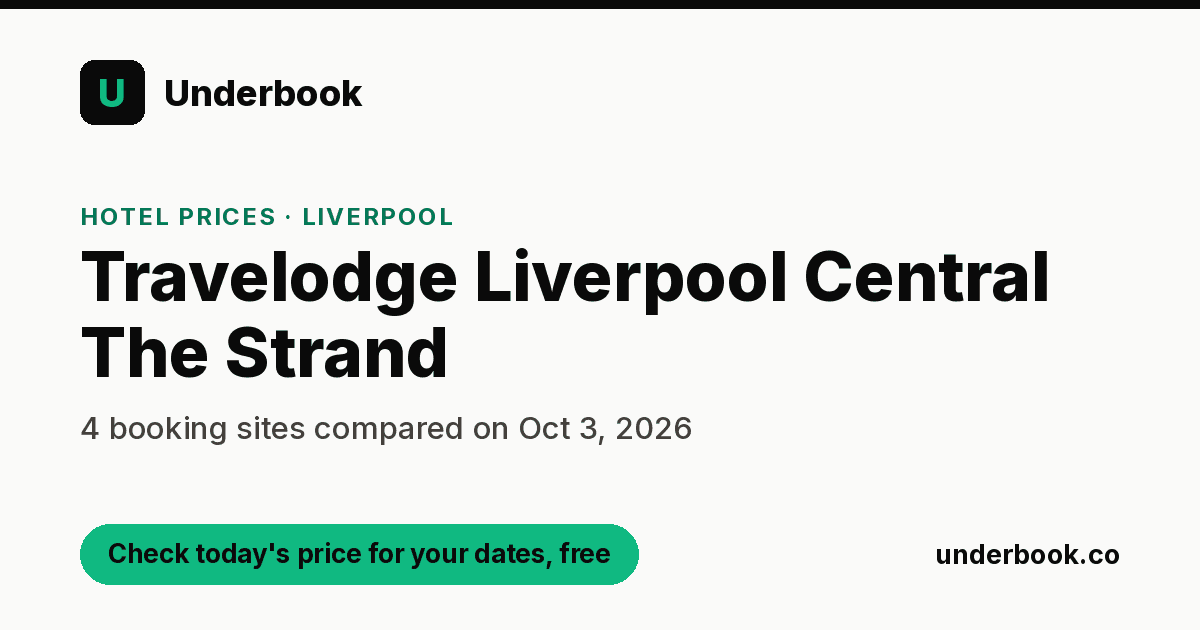 U Underbook
HOTEL PRICES · LIVERPOOL
Travelodge Liverpool Central
The Strand
4 booking sites compared on Oct 3, 2026
Check today's price for your dates, free
underbook.co